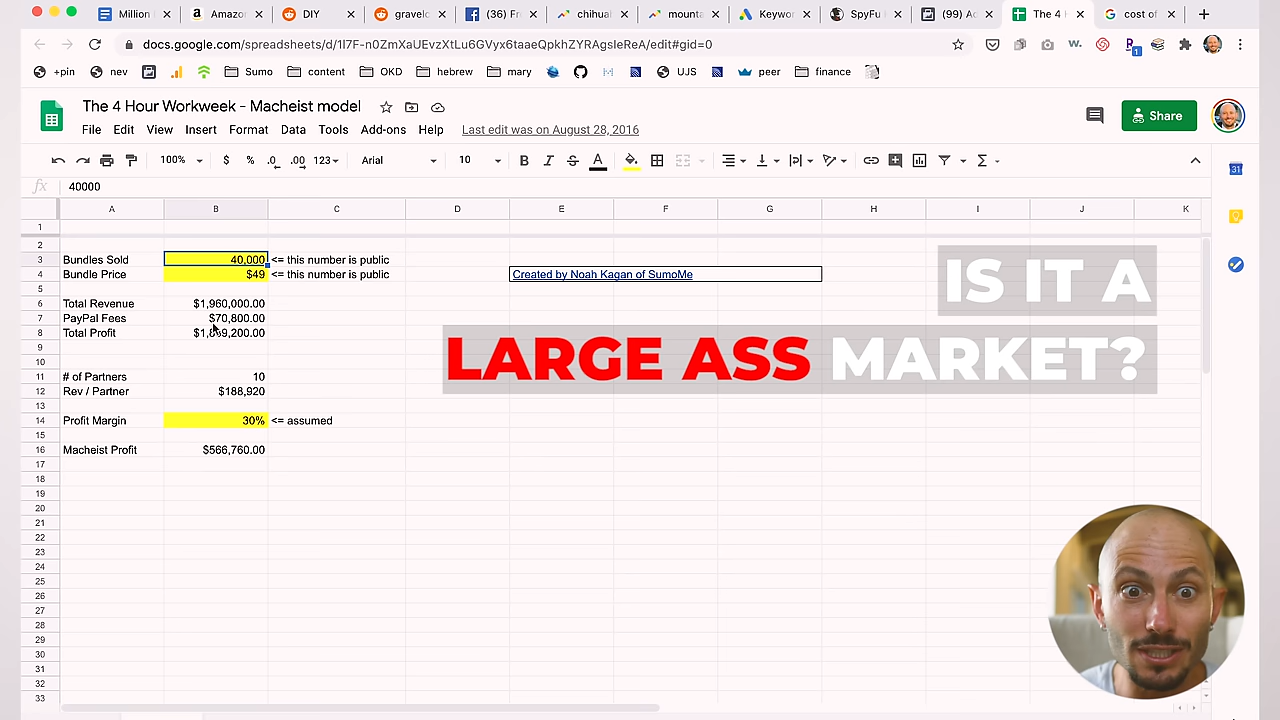 Million
Amazo
DIY
gravelc
(36) Fr
chihua
mounta
Keywor
SpyFu
(99) A
The 4 H
cost of
docs.google.com/spreadsheets/d/
/edit#gid=0
+pin
nev
Sumo
content
OKD
hebrew
mary
UJS
peer
finance
The 4 Hour Workweek - Macheist model
File Edit View Insert Format Data Tools Add-ons Help Last edit was on August 28, 2016
Share
100% $ % .0 .00 123 Arial 10 B I S A
fx 40000
A B C D E F G H I J K
1
2
3 Bundles Sold 40,000 <= this number is public
4 Bundle Price $49 <= this number is public Created by Noah Kagan of SumoMe
5
6 Total Revenue $1,960,000.00
7 PayPal Fees $70,800.00
8 Total Profit $1,889,200.00
9
10
11 # of Partners 10
12 Rev / Partner $188,920
13
14 Profit Margin 30% <= assumed
15
16 Macheist Profit $566,760.00
17
18
19
20
21
22
23
24
25
26
27
28
29
30
31
32
33
IS IT A
LARGE ASS MARKET?